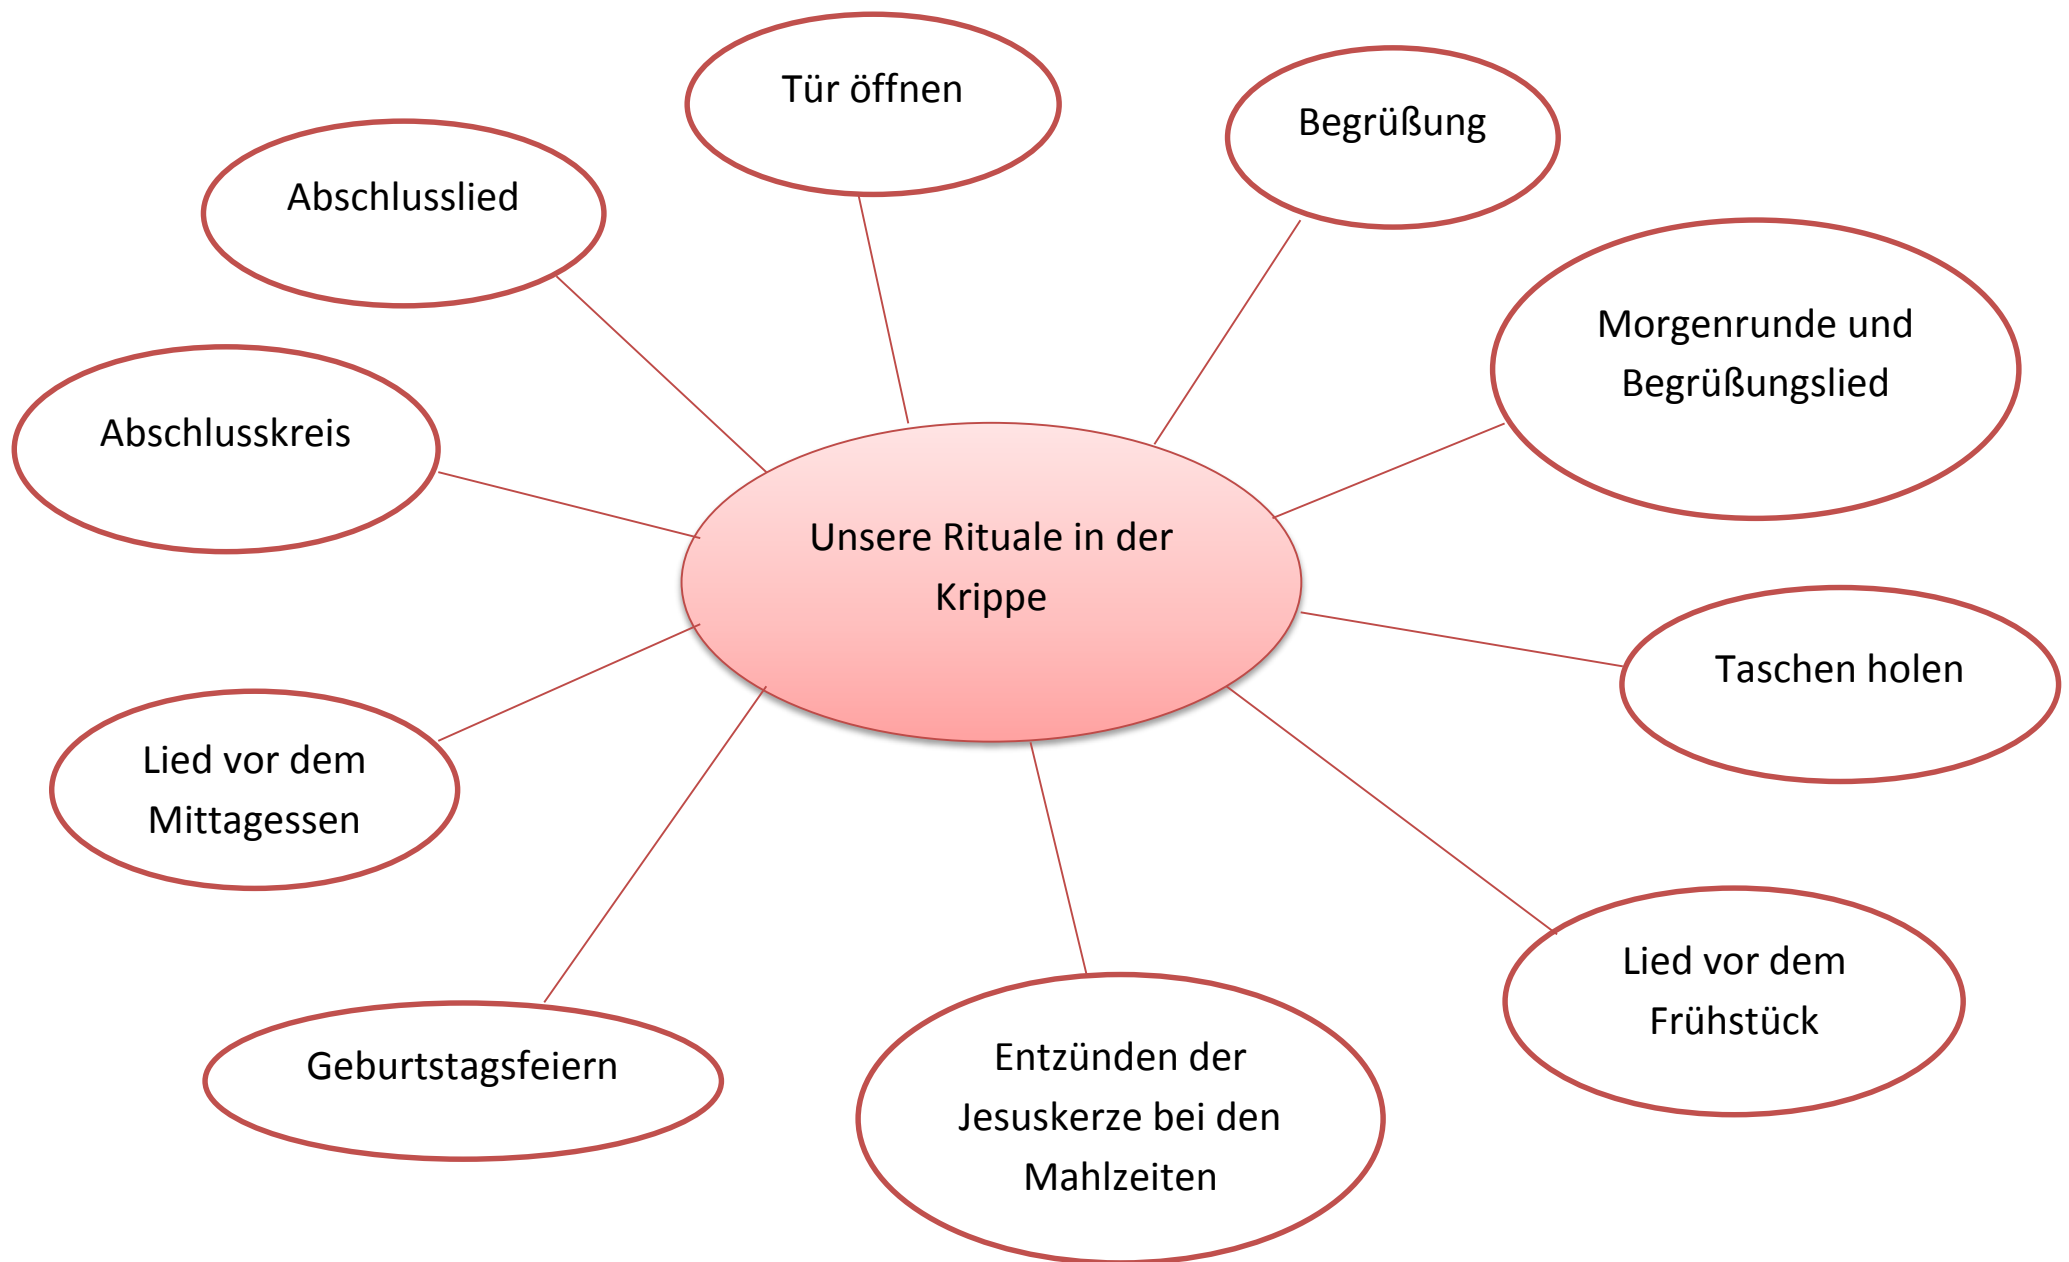 Tür öffnen
Begrüßung
Abschlusslied
Morgenrunde und
Begrüßungslied
Abschlusskreis
Unsere Rituale in der
Krippe
Taschen holen
Lied vor dem
Mittagessen
Lied vor dem
Frühstück
Geburtstagsfeiern
Entzünden der
Jesuskerze bei den
Mahlzeiten